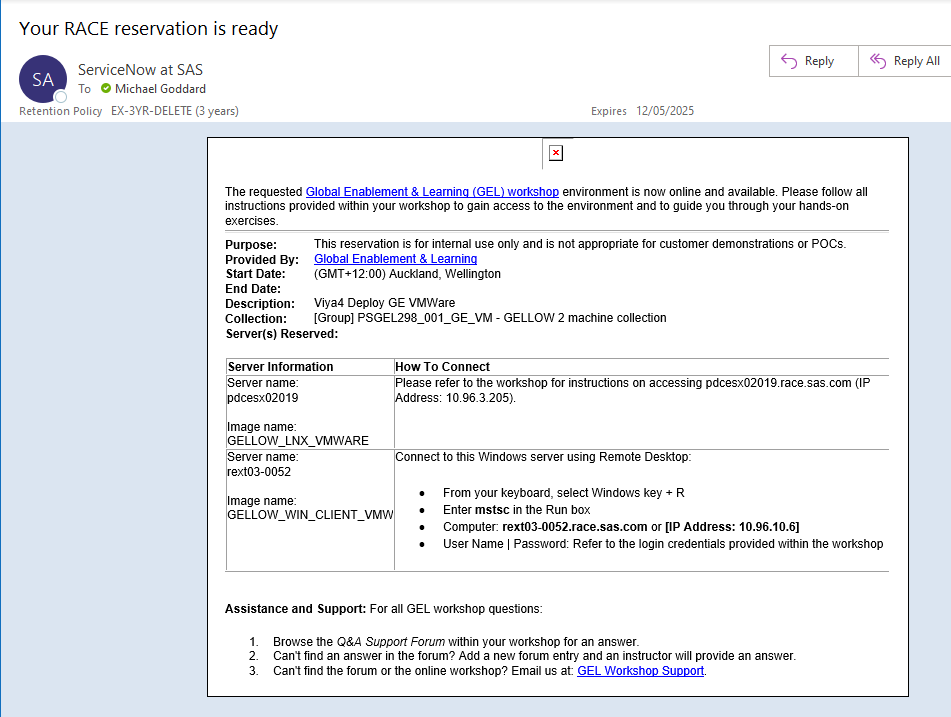 Your RACE reservation is ready
SA
ServiceNow at SAS
To Michael Goddard
Reply
Reply All
Retention Policy EX-3YR-DELETE (3 years)
Expires 12/05/2025
The requested Global Enablement & Learning (GEL) workshop environment is now online and available. Please follow all
instructions provided within your workshop to gain access to the environment and to guide you through your hands-on
exercises.
Purpose: This reservation is for internal use only and is not appropriate for customer demonstrations or POCs.
Provided By: Global Enablement & Learning
Start Date: (GMT+12:00) Auckland, Wellington
End Date:
Description: Viya4 Deploy GE VMWare
Collection: [Group] PSGEL298_001_GE_VM - GELLOW 2 machine collection
Server(s) Reserved:
Server Information
How To Connect
Server name:
pdcesx02019
Image name:
GELLOW_LNX_VMWARE
Please refer to the workshop for instructions on accessing pdcesx02019.race.sas.com (IP
Address: 10.96.3.205).
Server name:
rext03-0052
Image name:
GELLOW_WIN_CLIENT_VMW
Connect to this Windows server using Remote Desktop:
• From your keyboard, select Windows key + R
• Enter mstsc in the Run box
• Computer: rext03-0052.race.sas.com or [IP Address: 10.96.10.6]
• User Name | Password: Refer to the login credentials provided within the workshop
Assistance and Support: For all GEL workshop questions:
1. Browse the Q&A Support Forum within your workshop for an answer.
2. Can't find an answer in the forum? Add a new forum entry and an instructor will provide an answer.
3. Can't find the forum or the online workshop? Email us at: GEL Workshop Support.